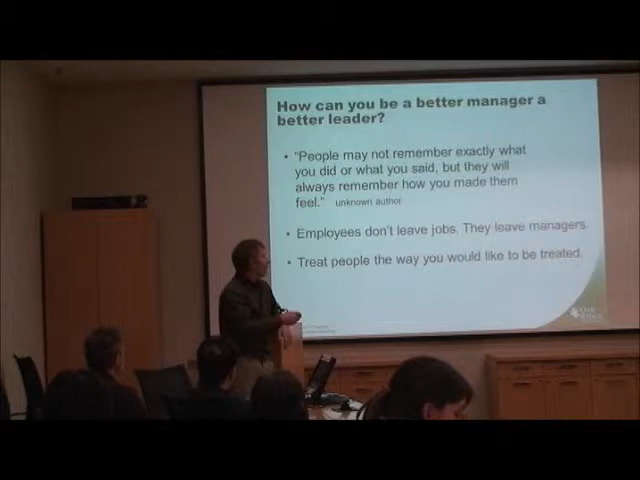 How can you be a better manager a
better leader?
• "People may not remember exactly what
you did or what you said, but they will
always remember how you made them
feel." unknown author
• Employees don't leave jobs. They leave managers.
• Treat people the way you would like to be treated.
OAK
RIDGE